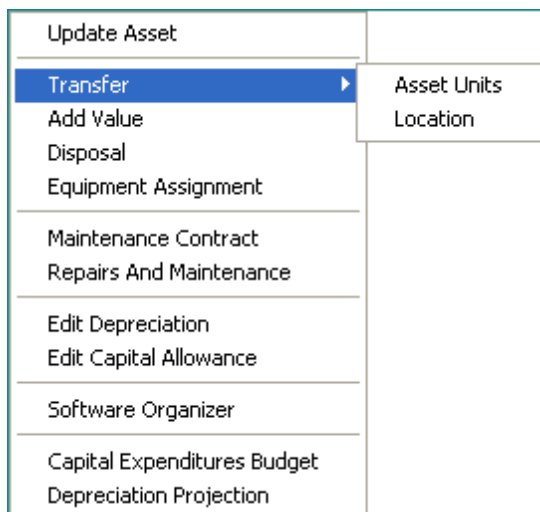 Update Asset
Transfer
Asset Units
Add Value
Location
Disposal
Equipment Assignment
Maintenance Contract
Repairs And Maintenance
Edit Depreciation
Edit Capital Allowance
Software Organizer
Capital Expenditures Budget
Depreciation Projection